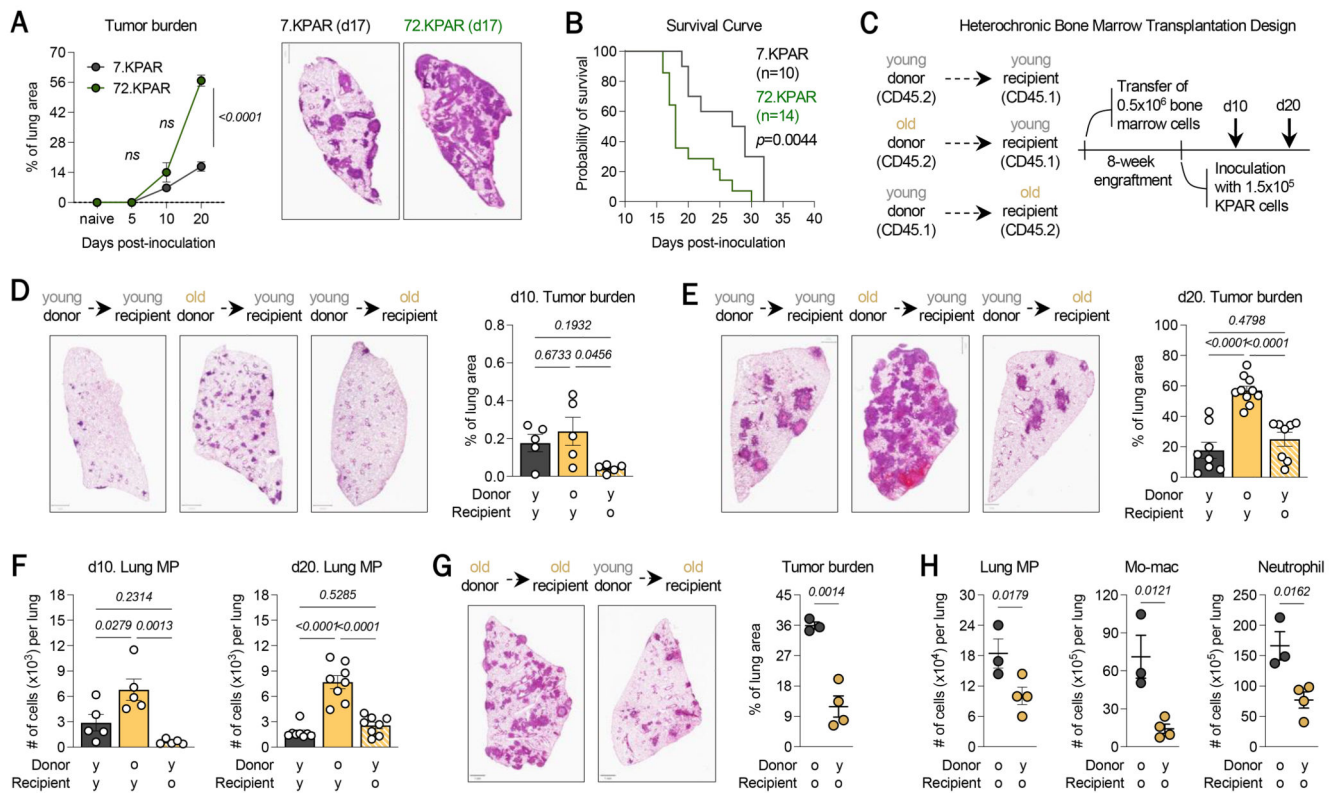 A
Tumor burden
% of lung area
70
56
42
28
14
0
7.KPAR
72.KPAR
ns
ns
<0.0001
naive
5
10
20
Days post-inoculation
7.KPAR (d17)
72.KPAR (d17)
B
Survival Curve
Probability of survival
100
80
60
40
20
0
7.KPAR
(n=10)
72.KPAR
(n=14)
p=0.0044
10
15
20
25
30
35
40
Days post-inoculation
C
Heterochronic Bone Marrow Transplantation Design
young
donor
(CD45.2)
young
recipient
(CD45.1)
old
donor
(CD45.2)
young
recipient
(CD45.1)
young
donor
(CD45.1)
old
recipient
(CD45.2)
Transfer of
0.5x10⁶ bone
marrow cells
d10
d20
8-week
engraftment
Inoculation
with 1.5x10⁵
KPAR cells
D
young
donor
young
recipient
old
donor
young
recipient
young
donor
old
recipient
d10. Tumor burden
% of lung area
0.8
0.6
0.4
0.2
0.0
0.1932
0.6733
0.0456
Donor y o y
Recipient y y o
E
young
donor
young
recipient
old
donor
young
recipient
young
donor
old
recipient
d20. Tumor burden
% of lung area
100
80
60
40
20
0
0.4798
<0.0001
<0.0001
Donor y o y
Recipient y y o
F
d10. Lung MP
# of cells (x10³) per lung
18
15
12
9
6
3
0
0.2314
0.0279
0.0013
Donor y o y
Recipient y y o
d20. Lung MP
# of cells (x10³) per lung
18
15
12
9
6
3
0
0.5285
<0.0001
<0.0001
Donor y o y
Recipient y y o
G
old
donor
old
recipient
young
donor
old
recipient
Tumor burden
% of lung area
45
36
24
12
0
0.0014
Donor o y
Recipient o o
H
Lung MP
# of cells (x10⁴) per lung
30
24
18
12
6
0
0.0179
Donor o y
Recipient o o
Mo-mac
# of cells (x10⁵) per lung
120
90
60
30
0
0.0121
Donor o y
Recipient o o
Neutrophil
# of cells (x10⁵) per lung
250
200
150
100
50
0
0.0162
Donor o y
Recipient o o